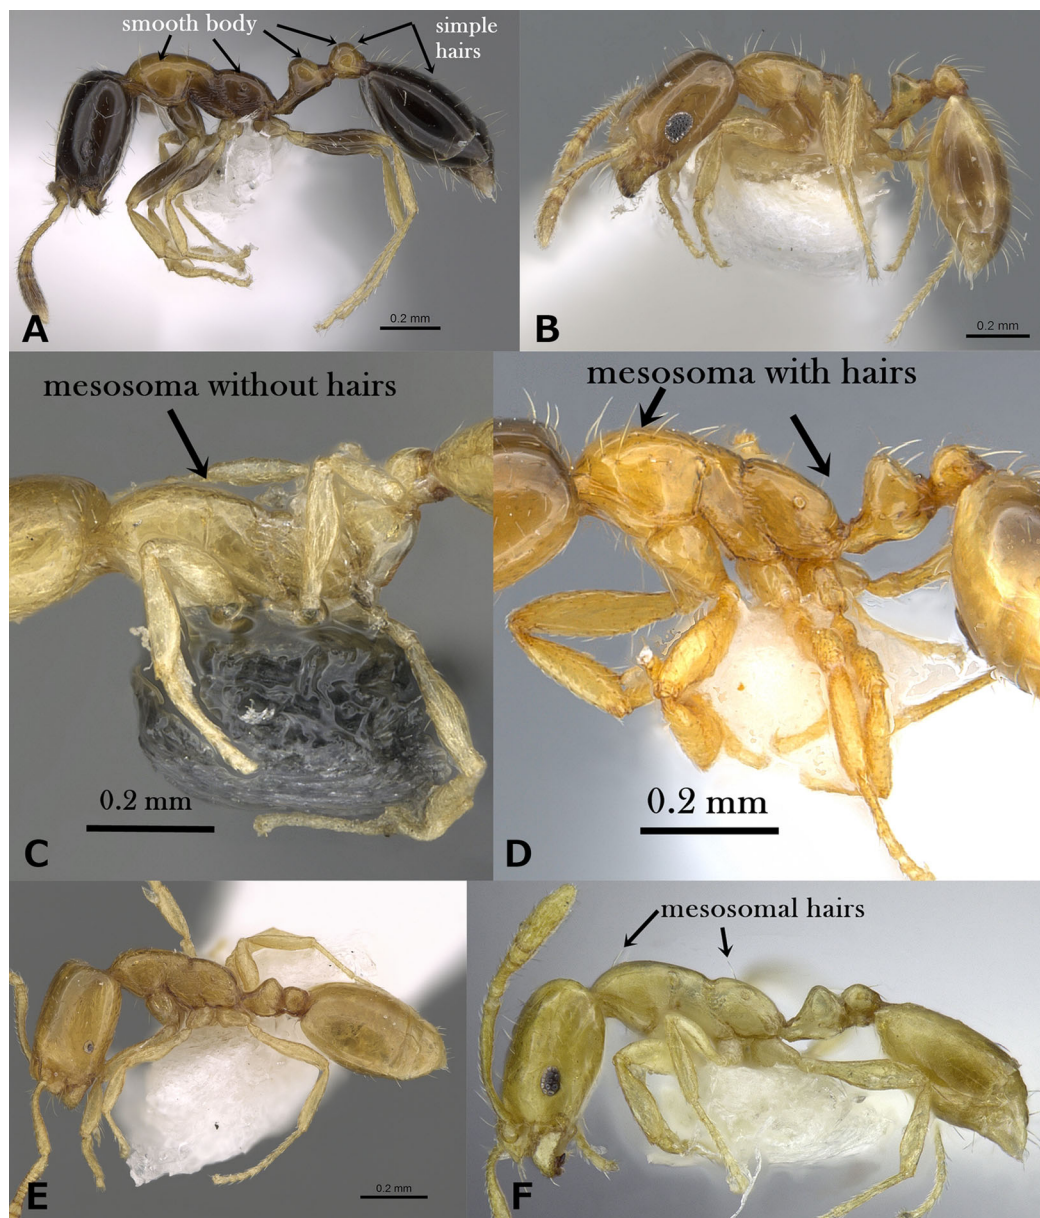 smooth body
simple
hairs
A
0.2 mm
B
0.2 mm
mesosoma without hairs
0.2 mm
C
mesosoma with hairs
0.2 mm
D
E
0.2 mm
mesosomal hairs
F